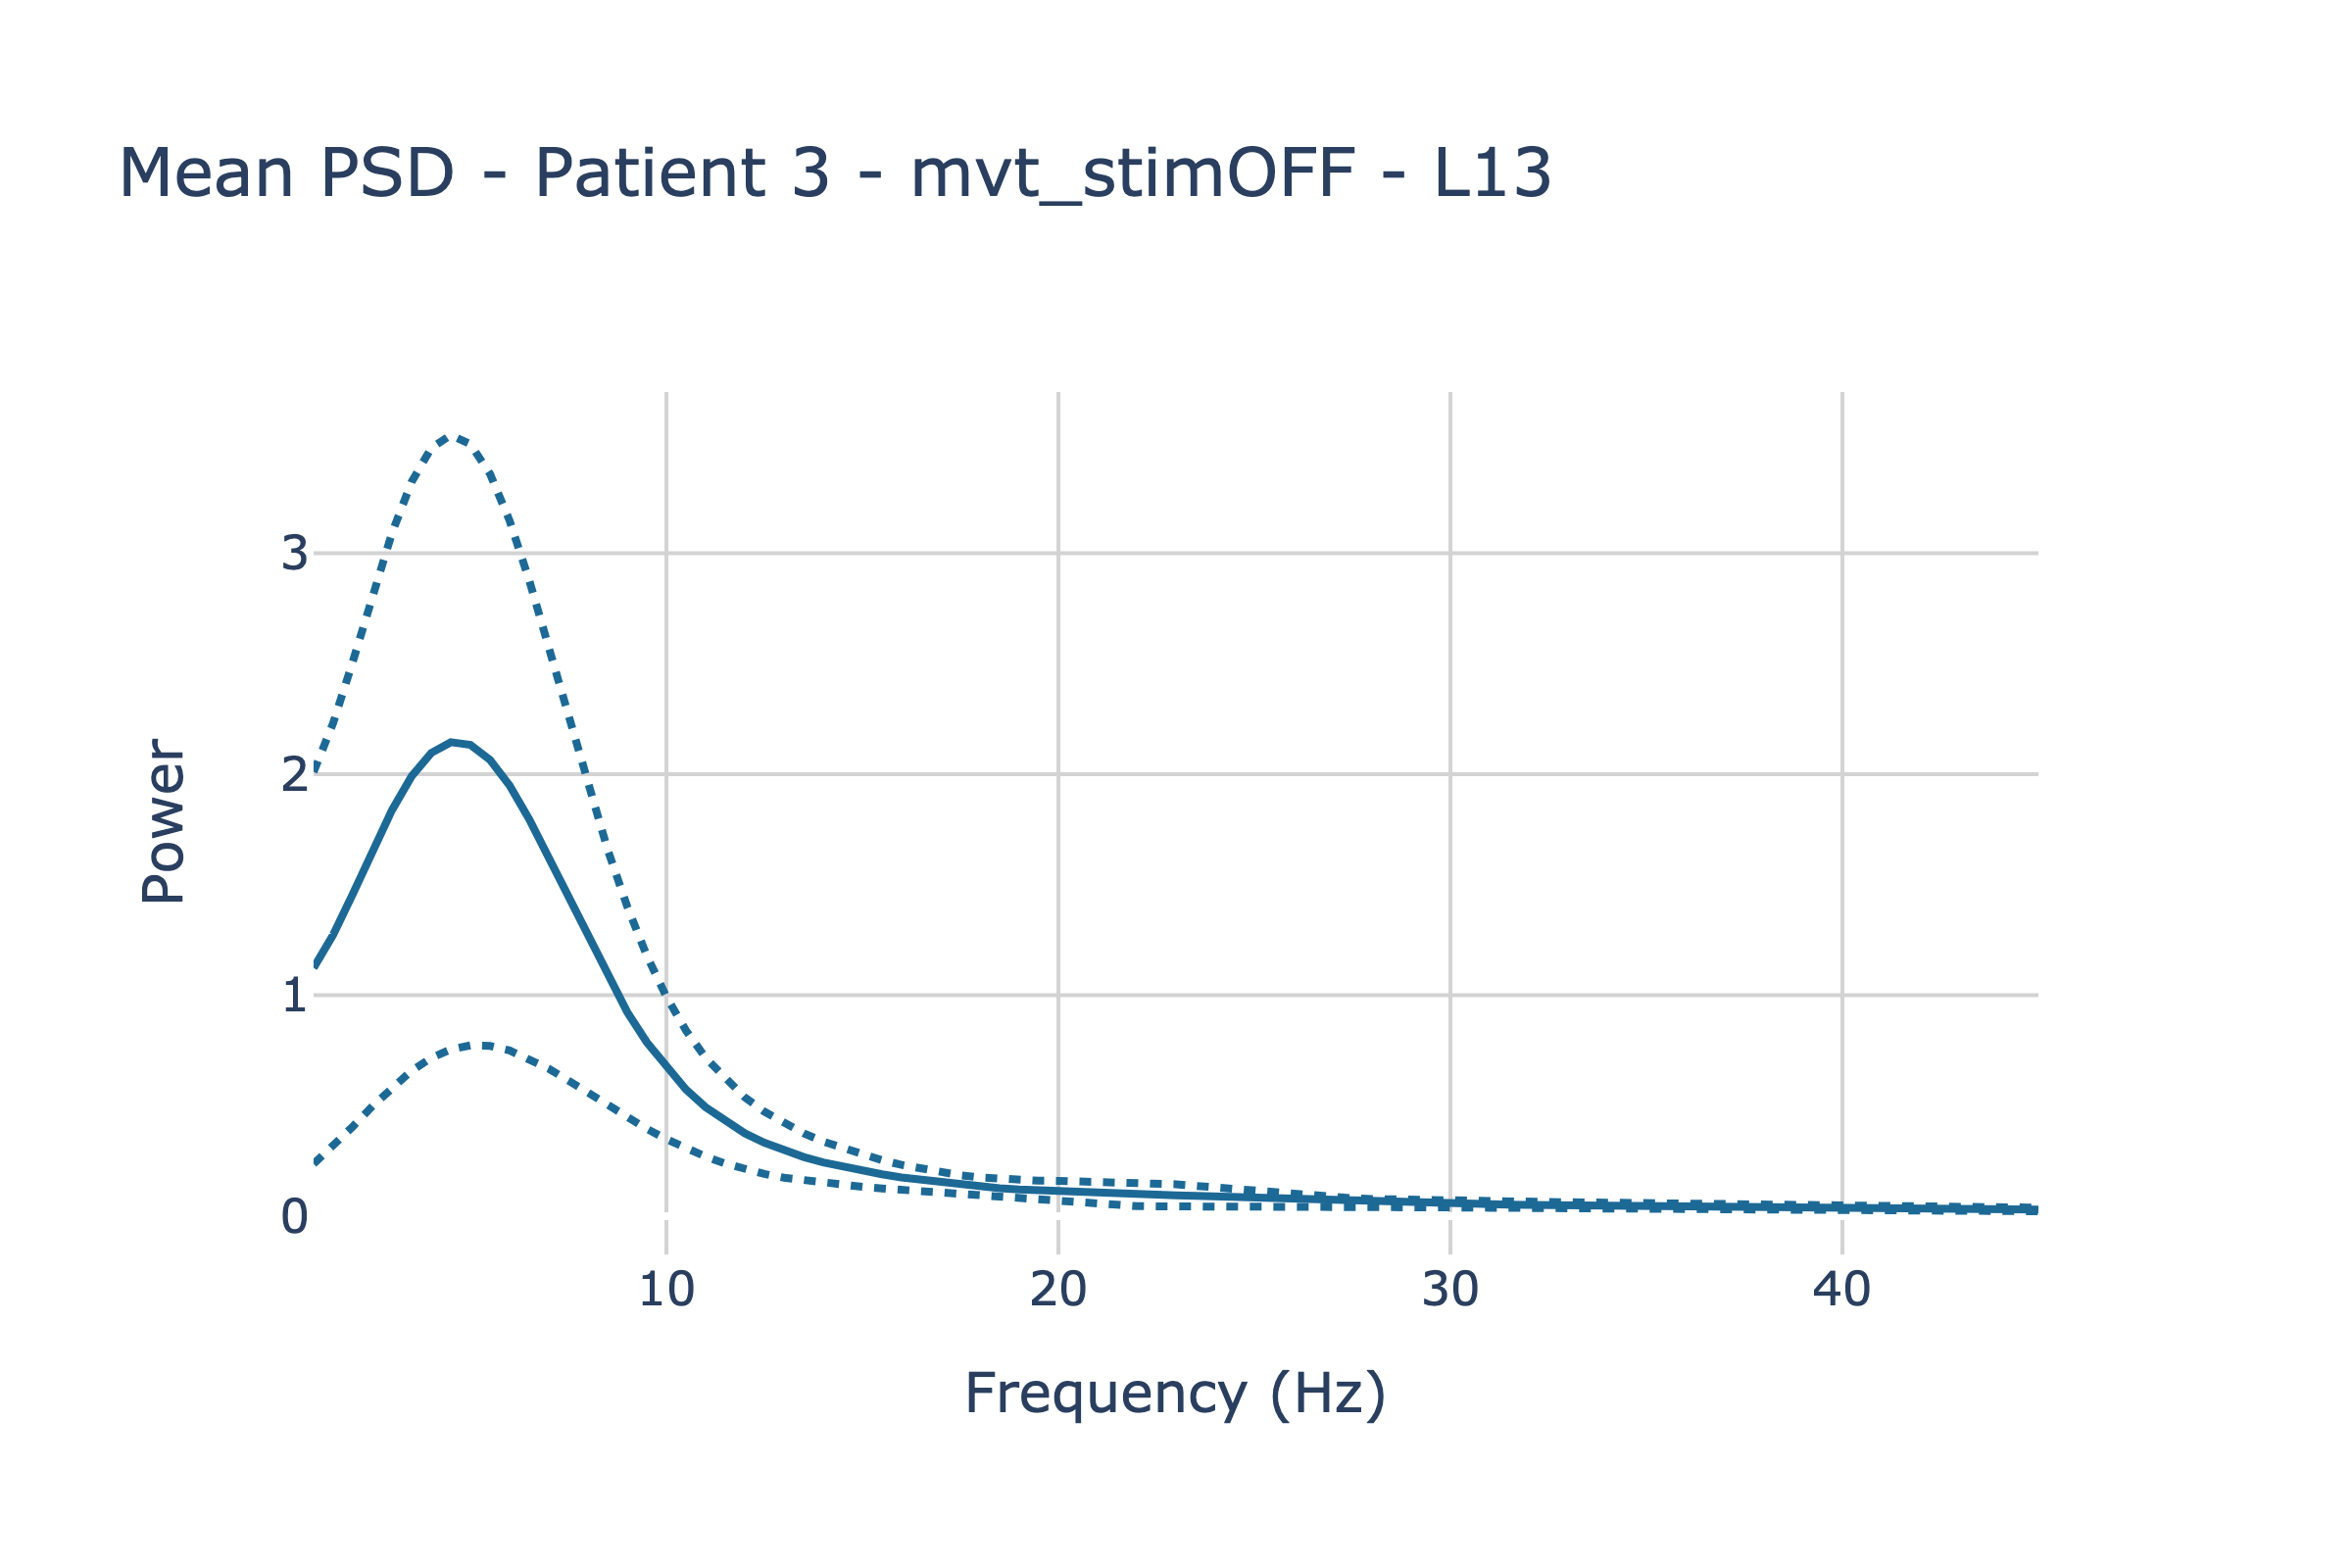 Mean PSD - Patient 3 - mvt_stimOFF - L13
3
2
1
0
Power
10 20 30 40
Frequency (Hz)